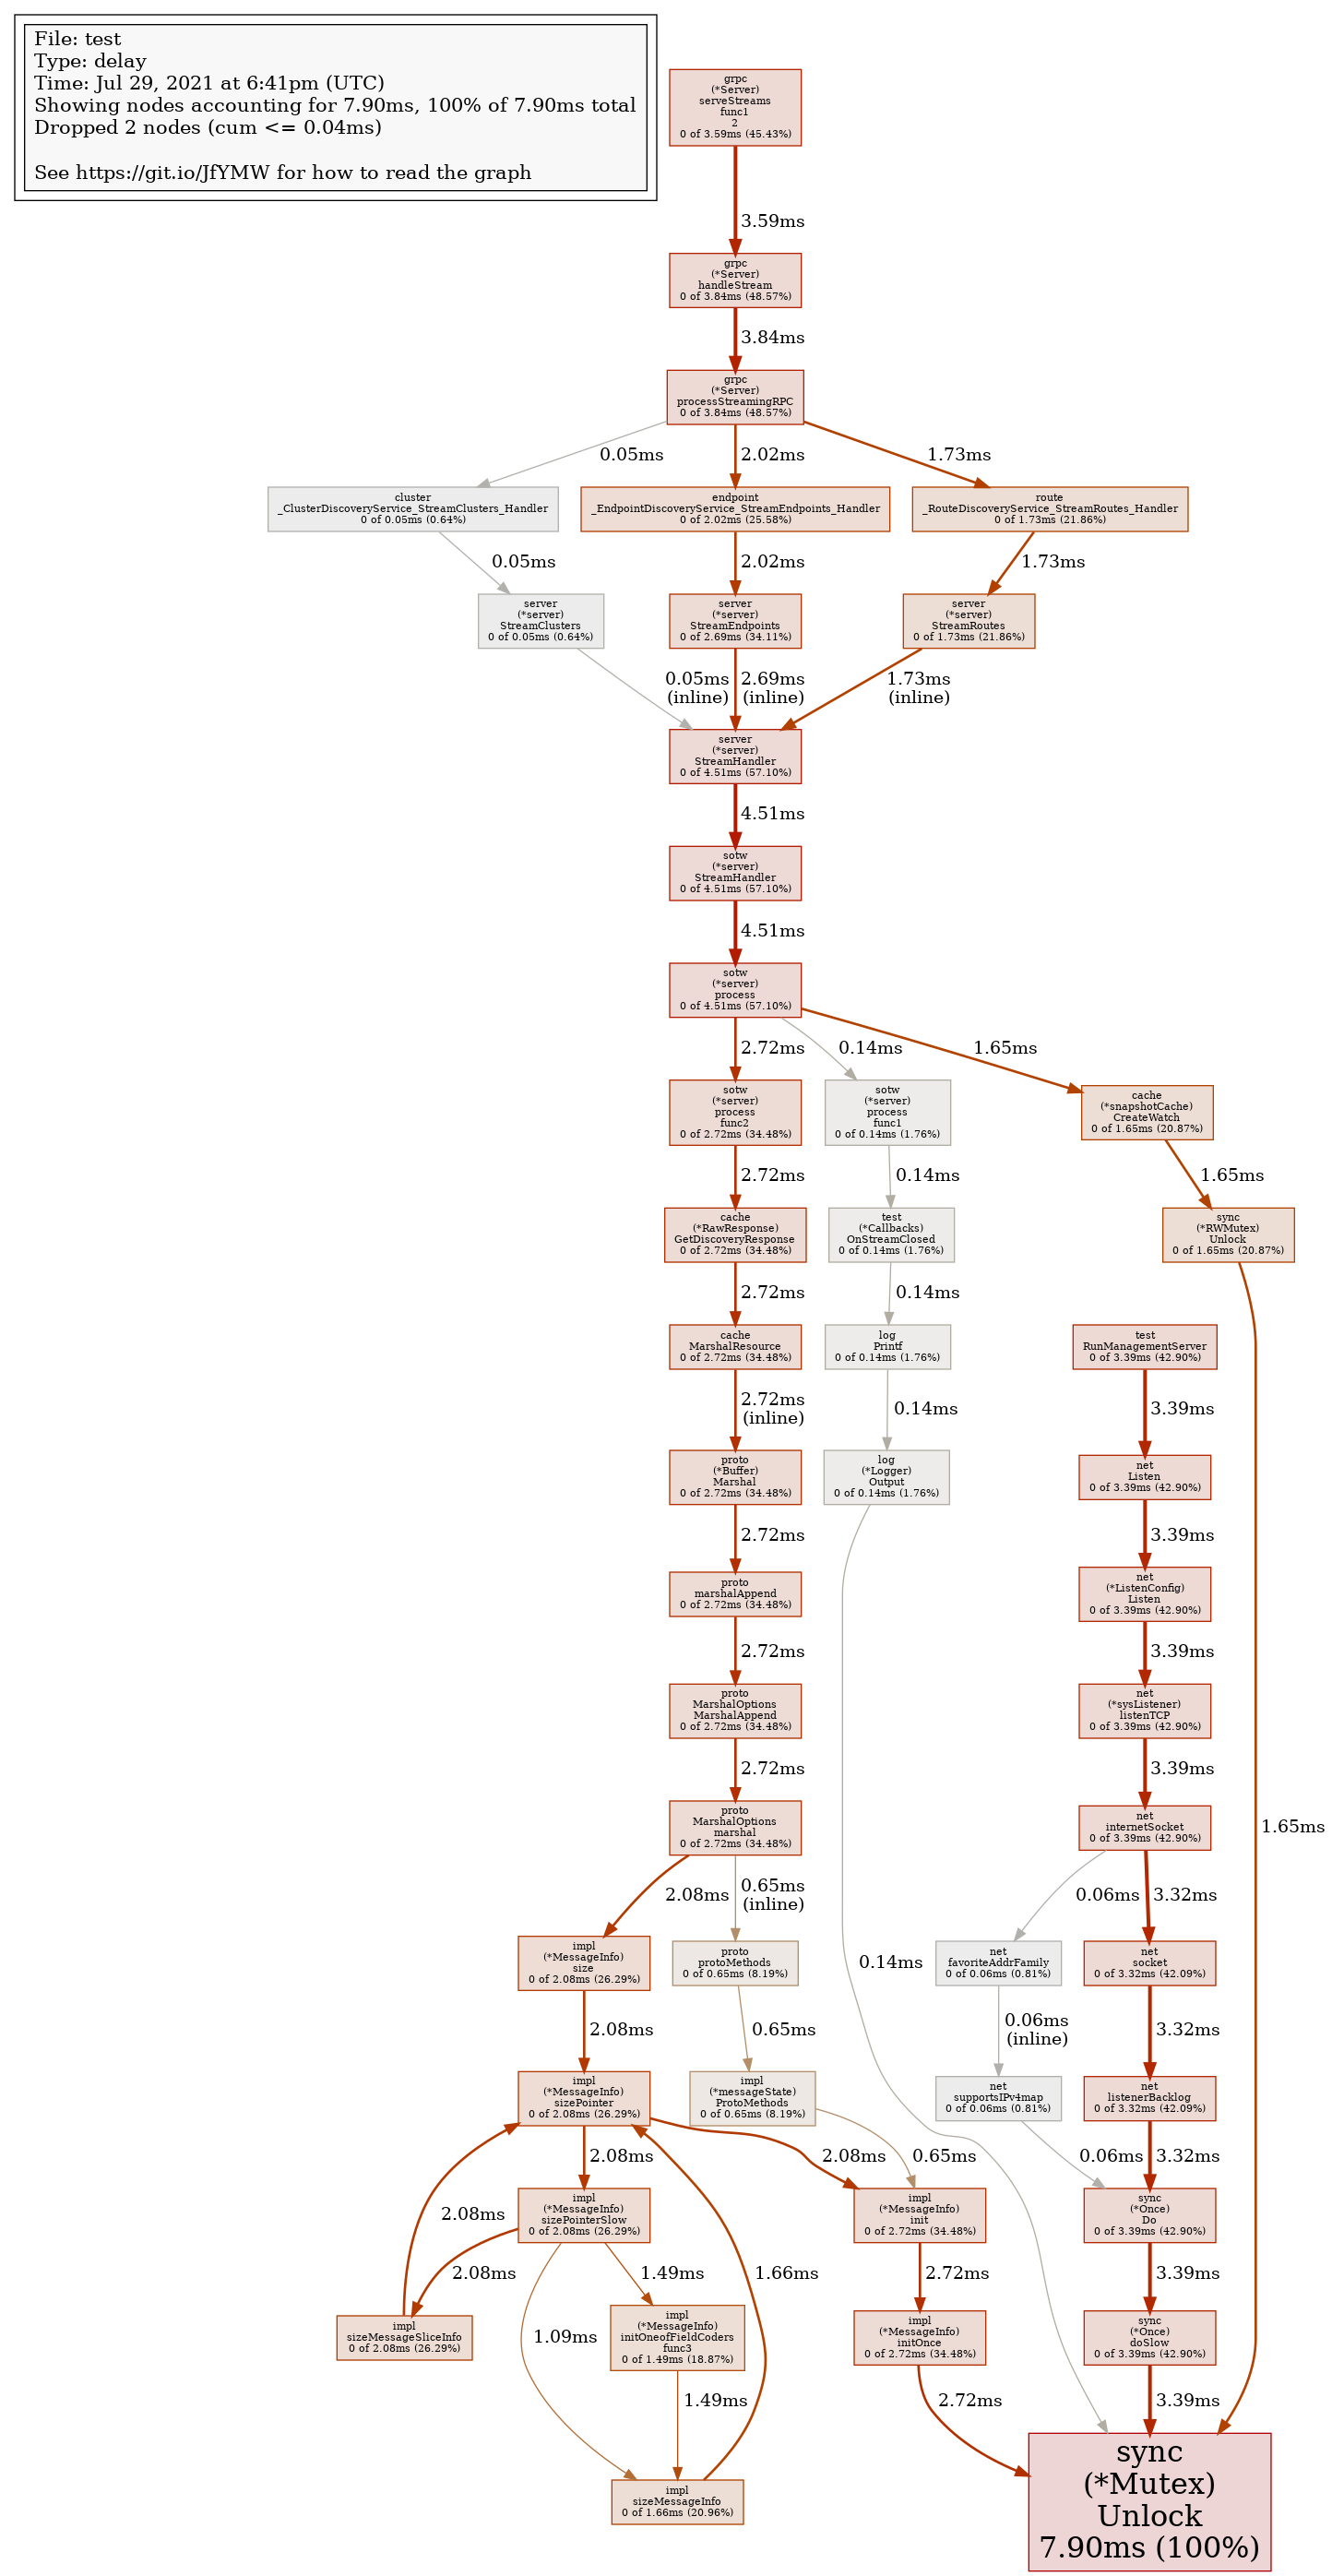 File: test
Type: delay
Time: Jul 29, 2021 at 6:41pm (UTC)
Showing nodes accounting for 7.90ms, 100% of 7.90ms total
Dropped 2 nodes (cum <= 0.04ms)
See https://git.io/JfYMW for how to read the graph
grpc
(*Server)
serveStreams
func1
2
0 of 3.59ms (45.43%)
3.59ms
grpc
(*Server)
handleStream
0 of 3.84ms (48.57%)
3.84ms
grpc
(*Server)
processStreamingRPC
0 of 3.84ms (48.57%)
0.05ms
2.02ms
1.73ms
cluster
_ClusterDiscoveryService_StreamClusters_Handler
0 of 0.05ms (0.64%)
endpoint
_EndpointDiscoveryService_StreamEndpoints_Handler
0 of 2.02ms (25.58%)
route
_RouteDiscoveryService_StreamRoutes_Handler
0 of 1.73ms (21.86%)
0.05ms
2.02ms
1.73ms
server
(*server)
StreamClusters
0 of 0.05ms (0.64%)
server
(*server)
StreamEndpoints
0 of 2.69ms (34.11%)
server
(*server)
StreamRoutes
0 of 1.73ms (21.86%)
0.05ms
(inline)
2.69ms
(inline)
1.73ms
(inline)
server
(*server)
StreamHandler
0 of 4.51ms (57.10%)
4.51ms
sotw
(*server)
StreamHandler
0 of 4.51ms (57.10%)
4.51ms
sotw
(*server)
process
0 of 4.51ms (57.10%)
2.72ms
0.14ms
1.65ms
sotw
(*server)
process
func2
0 of 2.72ms (34.48%)
sotw
(*server)
process
func1
0 of 0.14ms (1.76%)
cache
(*snapshotCache)
CreateWatch
0 of 1.65ms (20.87%)
2.72ms
0.14ms
1.65ms
cache
(*RawResponse)
GetDiscoveryResponse
0 of 2.72ms (34.48%)
test
(*Callbacks)
OnStreamClosed
0 of 0.14ms (1.76%)
sync
(*RWMutex)
Unlock
0 of 1.65ms (20.87%)
2.72ms
0.14ms
cache
MarshalResource
0 of 2.72ms (34.48%)
log
Printf
0 of 0.14ms (1.76%)
test
RunManagementServer
0 of 3.39ms (42.90%)
2.72ms
(inline)
0.14ms
3.39ms
proto
(*Buffer)
Marshal
0 of 2.72ms (34.48%)
log
(*Logger)
Output
0 of 0.14ms (1.76%)
net
Listen
0 of 3.39ms (42.90%)
2.72ms
3.39ms
proto
marshalAppend
0 of 2.72ms (34.48%)
net
(*ListenConfig)
Listen
0 of 3.39ms (42.90%)
2.72ms
3.39ms
proto
MarshalOptions
MarshalAppend
0 of 2.72ms (34.48%)
net
(*sysListener)
listenTCP
0 of 3.39ms (42.90%)
2.72ms
3.39ms
proto
MarshalOptions
marshal
0 of 2.72ms (34.48%)
net
internetSocket
0 of 3.39ms (42.90%)
1.65ms
2.08ms
0.65ms
(inline)
0.06ms
3.32ms
impl
(*MessageInfo)
size
0 of 2.08ms (26.29%)
proto
protoMethods
0 of 0.65ms (8.19%)
0.14ms
net
favoriteAddrFamily
0 of 0.06ms (0.81%)
net
socket
0 of 3.32ms (42.09%)
2.08ms
0.65ms
0.06ms
(inline)
3.32ms
impl
(*MessageInfo)
sizePointer
0 of 2.08ms (26.29%)
impl
(*messageState)
ProtoMethods
0 of 0.65ms (8.19%)
net
supportsIPv4map
0 of 0.06ms (0.81%)
net
listenerBacklog
0 of 3.32ms (42.09%)
2.08ms
2.08ms
0.65ms
0.06ms
3.32ms
2.08ms
impl
(*MessageInfo)
sizePointerSlow
0 of 2.08ms (26.29%)
impl
(*MessageInfo)
init
0 of 2.72ms (34.48%)
sync
(*Once)
Do
0 of 3.39ms (42.90%)
2.08ms
1.49ms
1.66ms
2.72ms
3.39ms
impl
sizeMessageSliceInfo
0 of 2.08ms (26.29%)
1.09ms
impl
(*MessageInfo)
initOneofFieldCoders
func3
0 of 1.49ms (18.87%)
impl
(*MessageInfo)
initOnce
0 of 2.72ms (34.48%)
sync
(*Once)
doSlow
0 of 3.39ms (42.90%)
1.49ms
2.72ms
3.39ms
impl
sizeMessageInfo
0 of 1.66ms (20.96%)
sync
(*Mutex)
Unlock
7.90ms (100%)